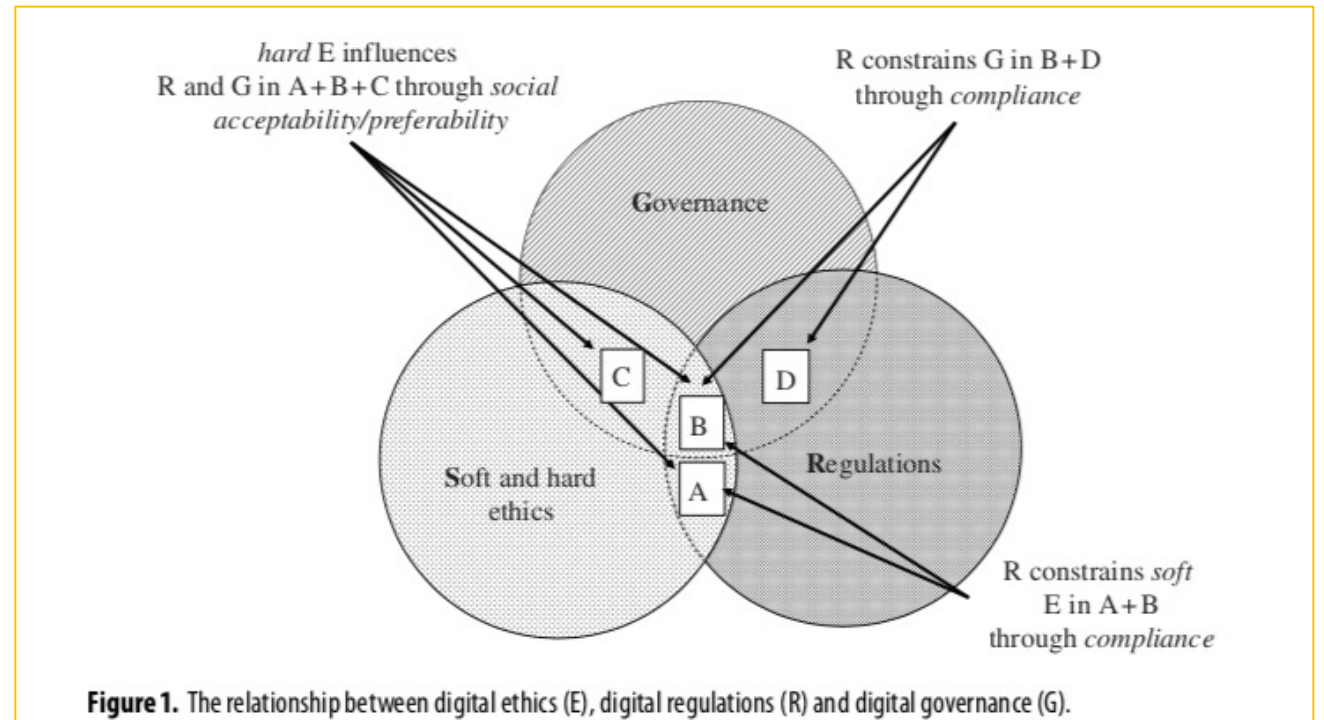 hard E influences
R and G in A+B+C through social
acceptability/preferability
R constrains G in B+D
through compliance
Governance
C
D
B
Soft and hard
ethics
Regulations
A
R constrains soft
E in A+B
through compliance
Figure 1. The relationship between digital ethics (E), digital regulations (R) and digital governance (G).